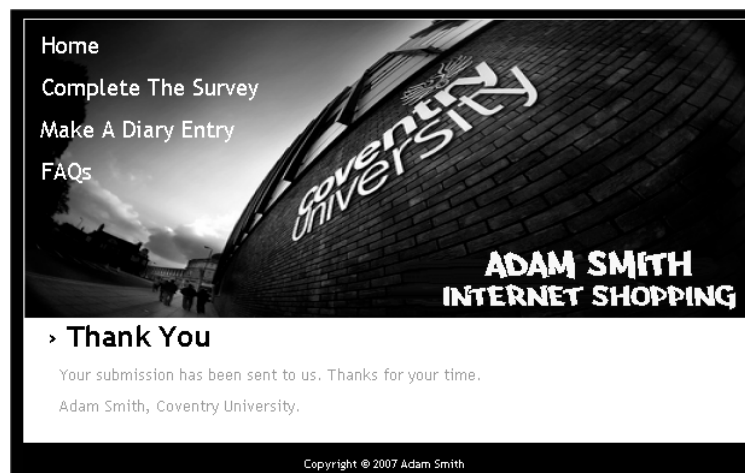 Home
Complete The Survey
Make A Diary Entry
FAQs
coventry
university
ADAM SMITH
INTERNET SHOPPING
› Thank You
Your submission has been sent to us. Thanks for your time.
Adam Smith, Coventry University.
Copyright © 2007 Adam Smith